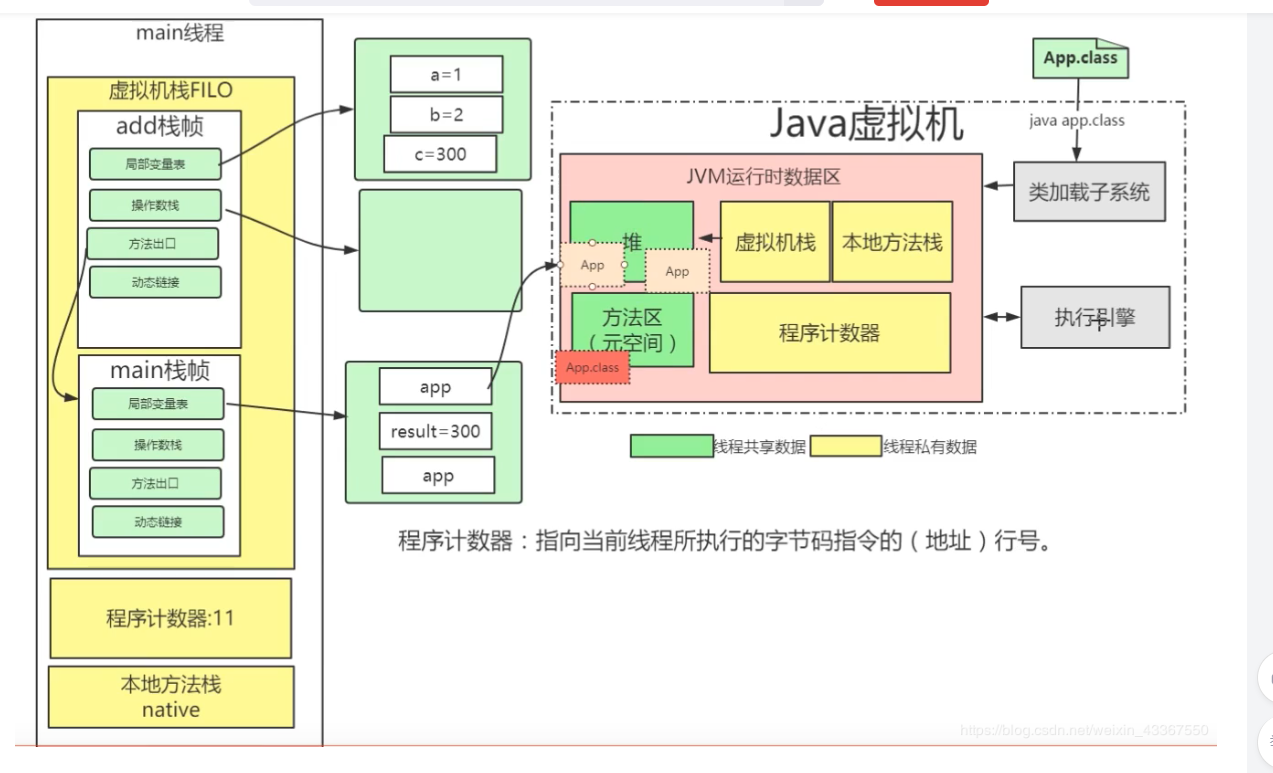 main线程
虚拟机栈FILO
add栈帧
局部变量表
操作数栈
方法出口
动态链接
main栈帧
局部变量表
操作数栈
方法出口
动态链接
程序计数器:11
本地方法栈
native
a=1
b=2
c=300
app
result=300
app
App.class
java app.class
Java虚拟机
JVM运行时数据区
类加载子系统
堆
虚拟机栈
本地方法栈
App
App
方法区
（元空间）
程序计数器
执行引擎
App.class
线程共享数据
线程私有数据
程序计数器：指向当前线程所执行的字节码指令的（地址）行号。
https://blog.csdn.net/weixin_43367550